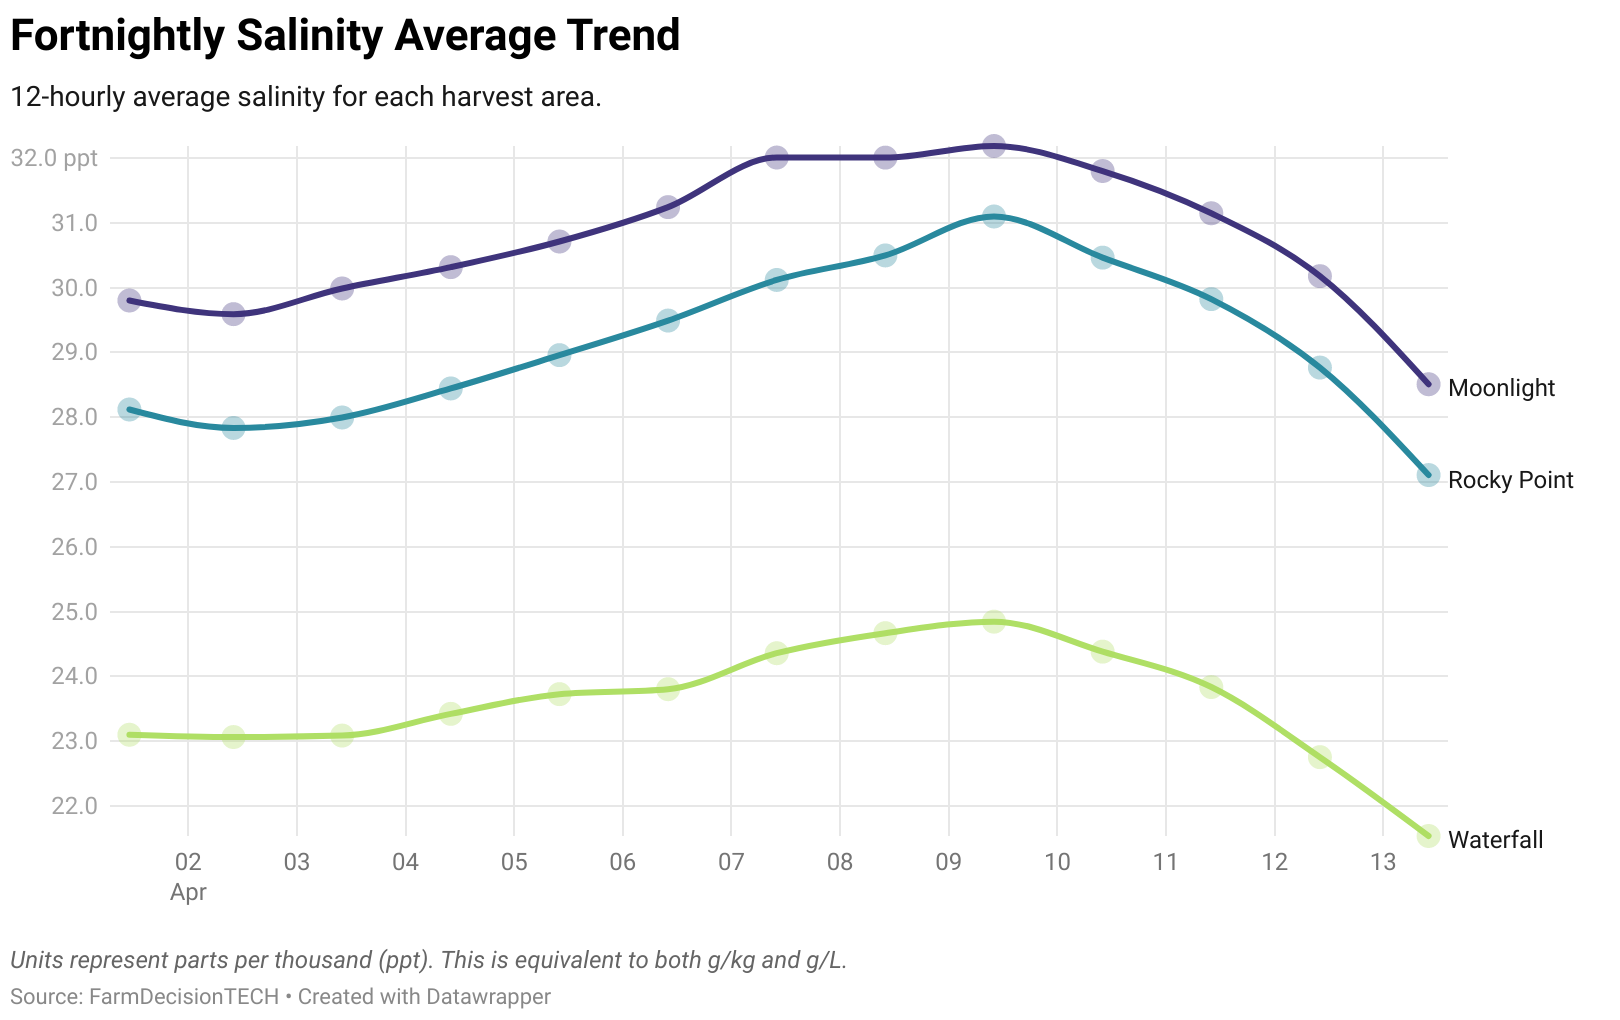 Fortnightly Salinity Average Trend
12-hourly average salinity for each harvest area.
32.0 ppt
31.0
30.0
29.0
28.0
27.0
26.0
25.0
24.0
23.0
22.0
Moonlight
Rocky Point
Waterfall
02 03 04 05 06 07 08 09 10 11 12 13
Apr
Units represent parts per thousand (ppt). This is equivalent to both g/kg and g/L.
Source: FarmDecisionTECH • Created with Datawrapper